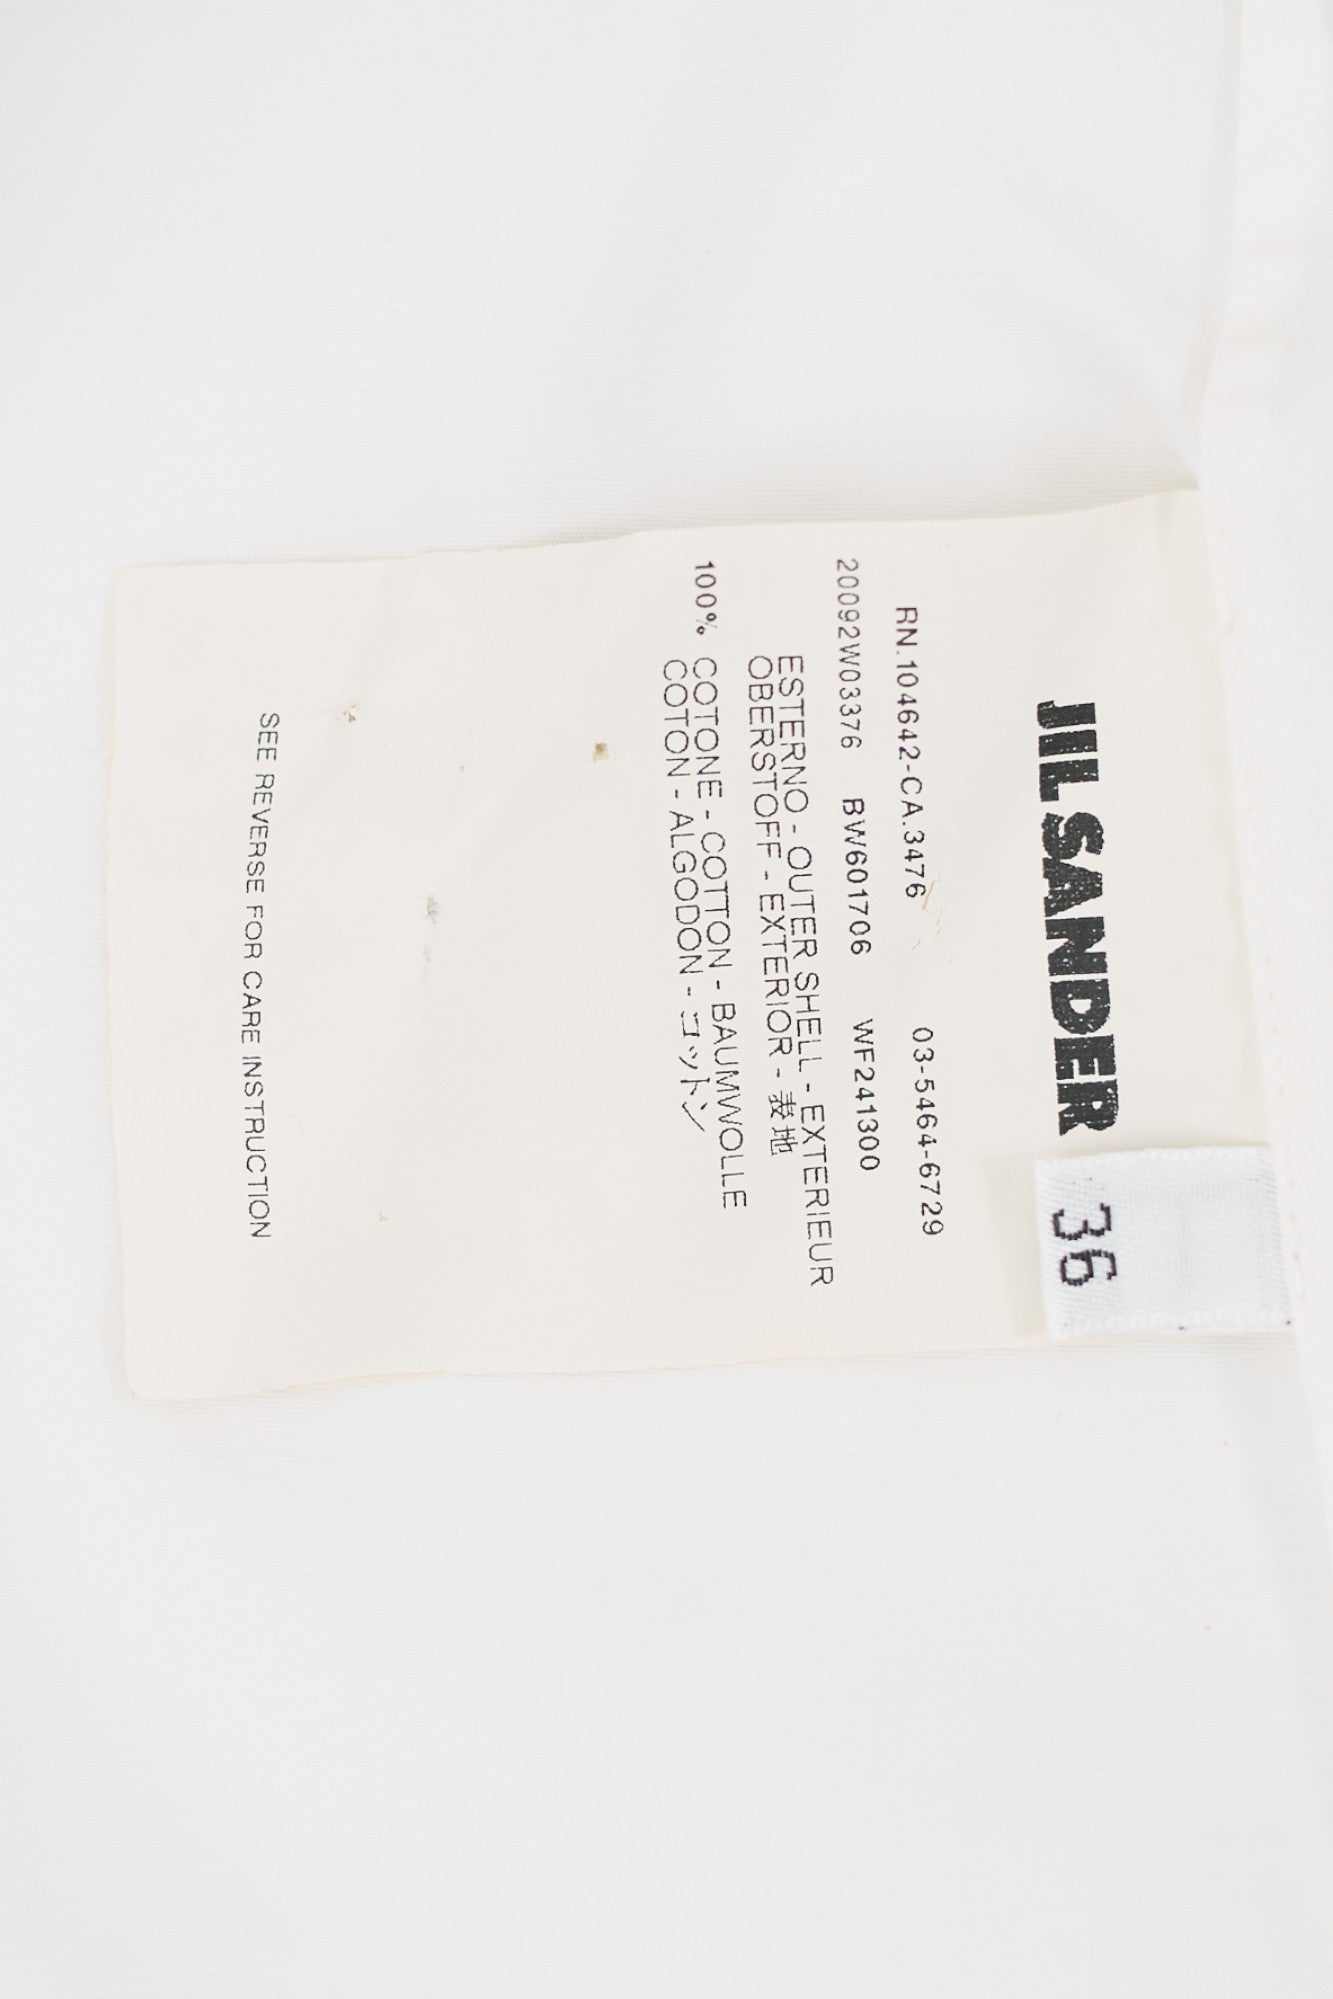 JIL SANDER
36
RN.104642-CA.3476 03-5464-6729
20092W03376 BW601706 WF241300
ESTERNO - OUTER SHELL - EXTERIEUR
OBERSTOFF - EXTERIOR - 表地
100% COTONE - COTTON - BAUMWOLLE
COTON - ALGODON - コットン
SEE REVERSE FOR CARE INSTRUCTION